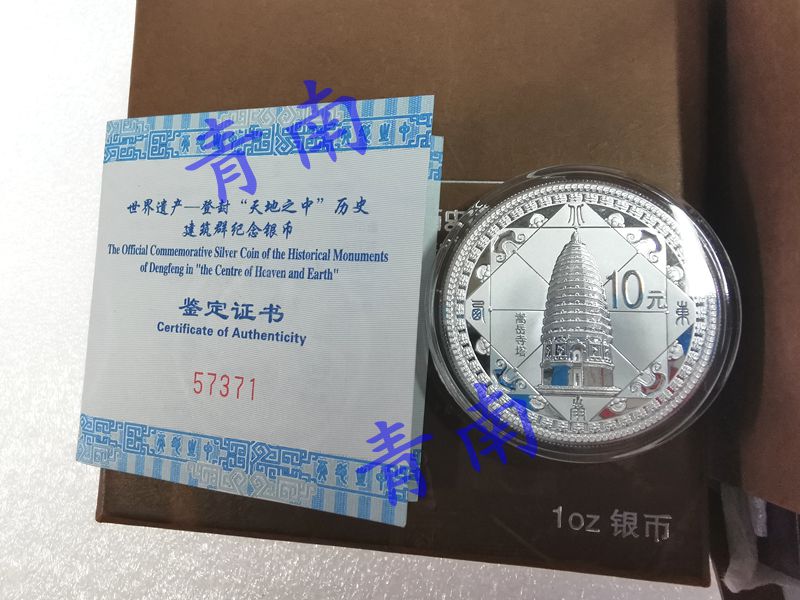 青南
世界遗产—登封“天地之中”历史
建筑群纪念银币
The Official Commemorative Silver Coin of the Historical Monuments
of Dengfeng in "the Centre of Heaven and Earth"
鉴定证书
Certificate of Authenticity
57371
青南
10元
嵩岳寺塔
1oz 银币